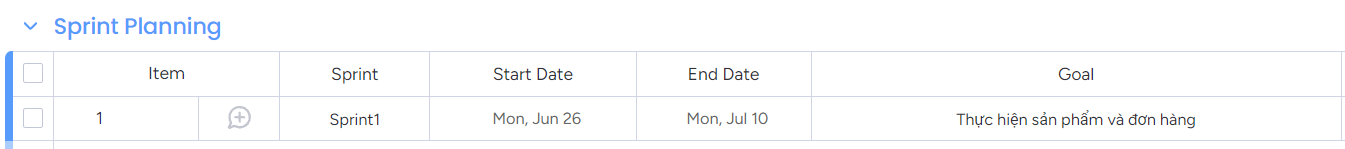 Sprint Planning
Item Sprint Start Date End Date Goal
1 Sprint1 Mon, Jun 26 Mon, Jul 10 Thực hiện sản phẩm và đơn hàng